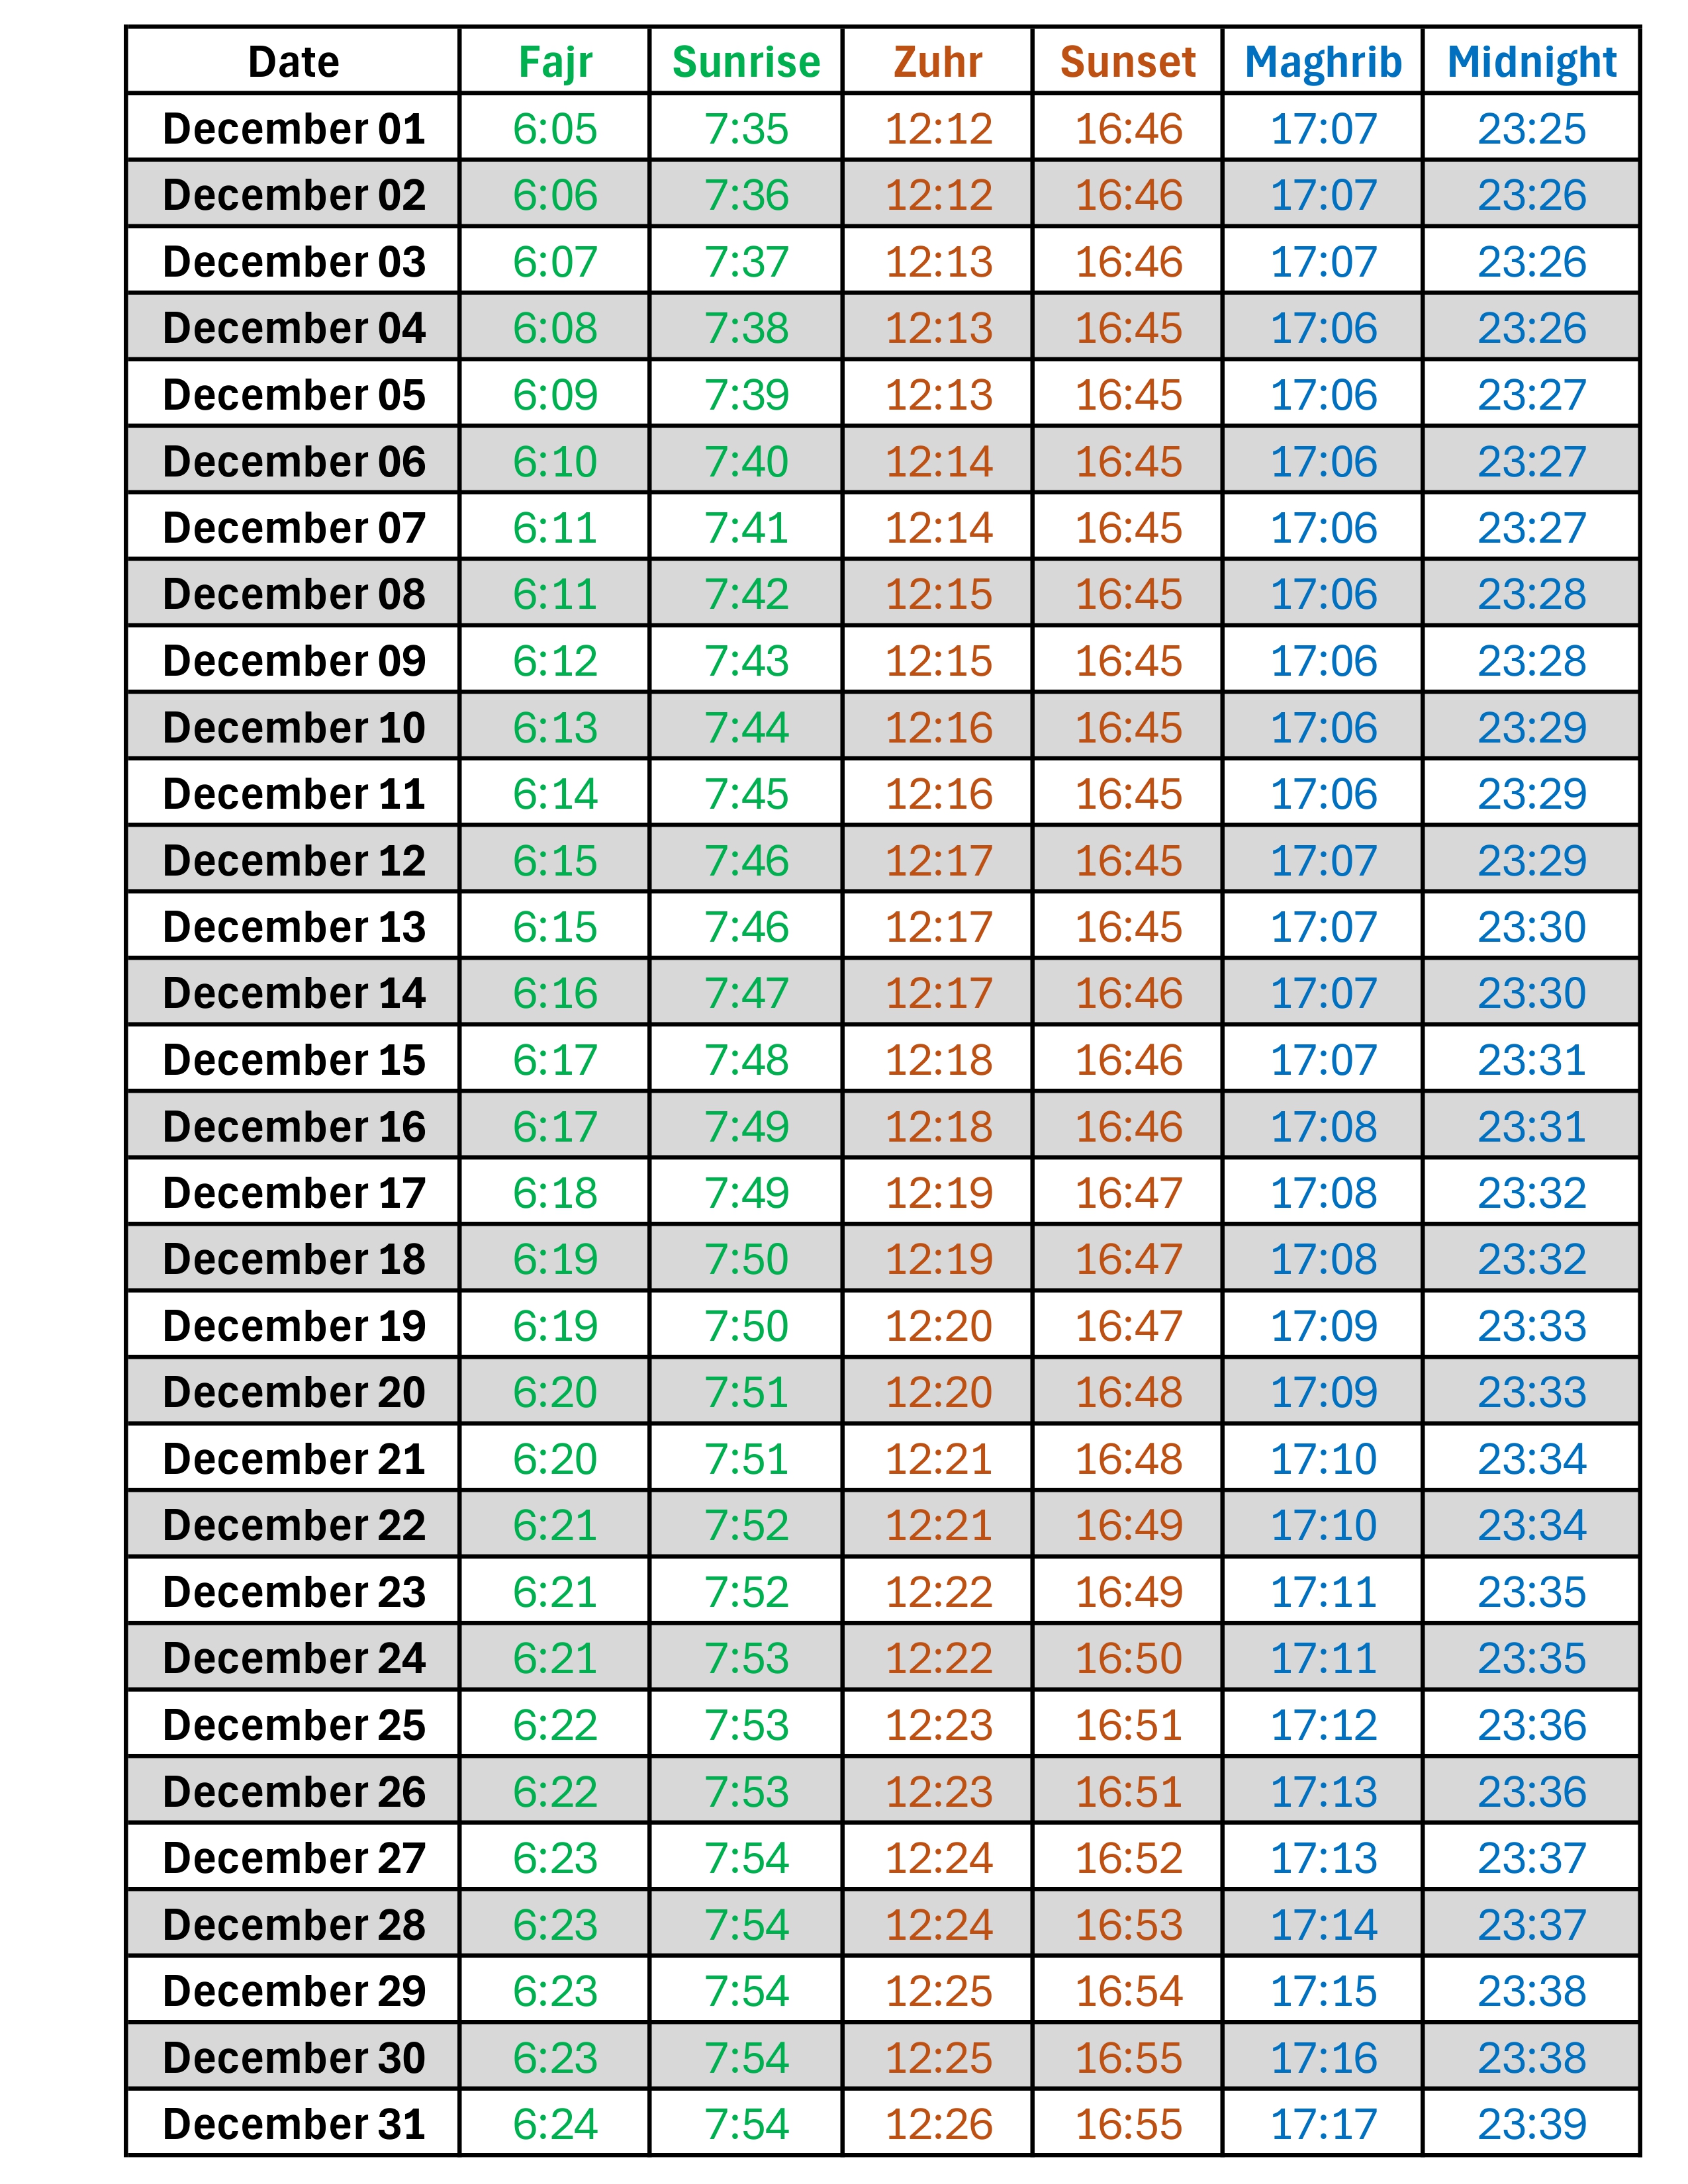 Date Fajr Sunrise Zuhr Sunset Maghrib Midnight
December 01 6:05 7:35 12:12 16:46 17:07 23:25
December 02 6:06 7:36 12:12 16:46 17:07 23:26
December 03 6:07 7:37 12:13 16:46 17:07 23:26
December 04 6:08 7:38 12:13 16:45 17:06 23:26
December 05 6:09 7:39 12:13 16:45 17:06 23:27
December 06 6:10 7:40 12:14 16:45 17:06 23:27
December 07 6:11 7:41 12:14 16:45 17:06 23:27
December 08 6:11 7:42 12:15 16:45 17:06 23:28
December 09 6:12 7:43 12:15 16:45 17:06 23:28
December 10 6:13 7:44 12:16 16:45 17:06 23:29
December 11 6:14 7:45 12:16 16:45 17:06 23:29
December 12 6:15 7:46 12:17 16:45 17:07 23:29
December 13 6:15 7:46 12:17 16:45 17:07 23:30
December 14 6:16 7:47 12:17 16:46 17:07 23:30
December 15 6:17 7:48 12:18 16:46 17:07 23:31
December 16 6:17 7:49 12:18 16:46 17:08 23:31
December 17 6:18 7:49 12:19 16:47 17:08 23:32
December 18 6:19 7:50 12:19 16:47 17:08 23:32
December 19 6:19 7:50 12:20 16:47 17:09 23:33
December 20 6:20 7:51 12:20 16:48 17:09 23:33
December 21 6:20 7:51 12:21 16:48 17:10 23:34
December 22 6:21 7:52 12:21 16:49 17:10 23:34
December 23 6:21 7:52 12:22 16:49 17:11 23:35
December 24 6:21 7:53 12:22 16:50 17:11 23:35
December 25 6:22 7:53 12:23 16:51 17:12 23:36
December 26 6:22 7:53 12:23 16:51 17:13 23:36
December 27 6:23 7:54 12:24 16:52 17:13 23:37
December 28 6:23 7:54 12:24 16:53 17:14 23:37
December 29 6:23 7:54 12:25 16:54 17:15 23:38
December 30 6:23 7:54 12:25 16:55 17:16 23:38
December 31 6:24 7:54 12:26 16:55 17:17 23:39